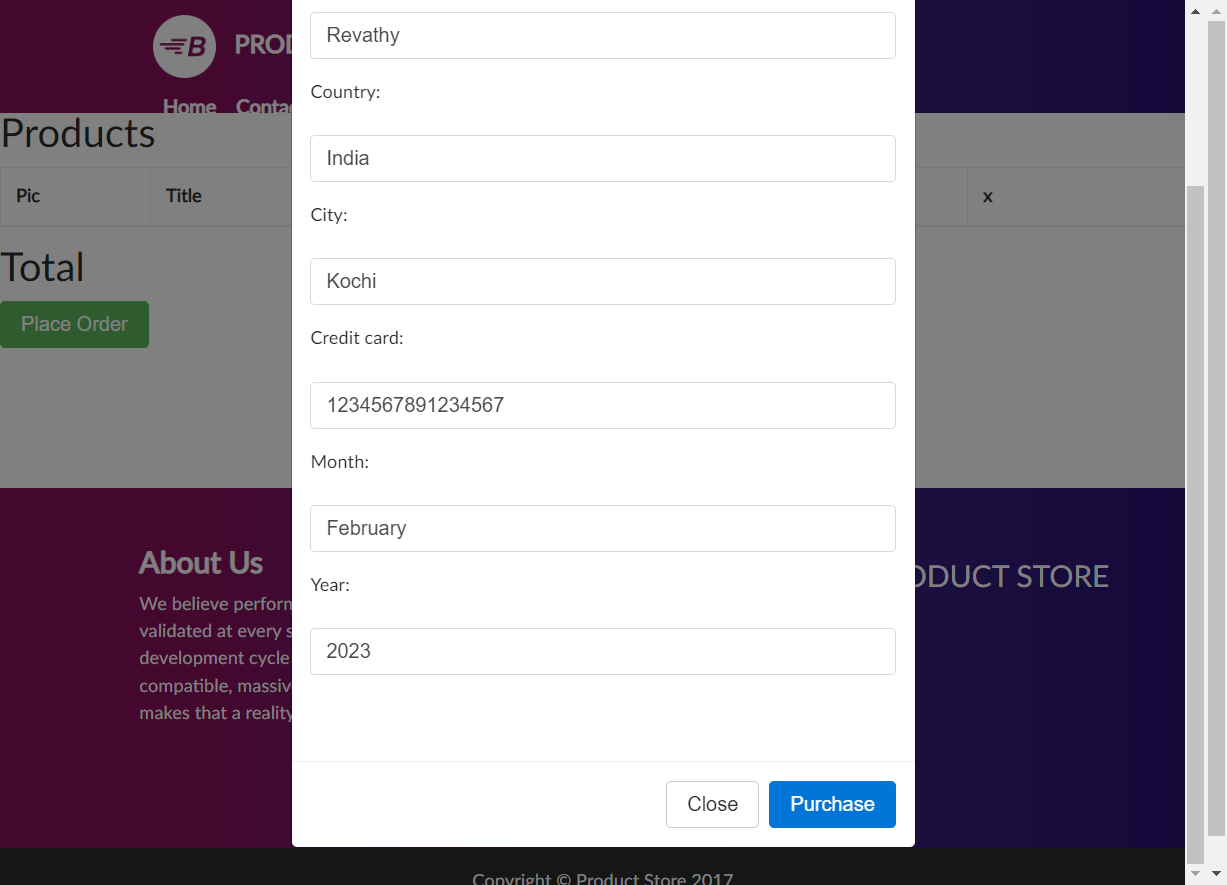 B PROD
Home Contac
Revathy
Country:
India
City:
Kochi
Credit card:
1234567891234567
Month:
February
Year:
2023
Close Purchase
Products
Pic Title x
Total
Place Order
About Us
We believe perform
validated at every s
development cycle
compatible, massiv
makes that a reality
ODUCT STORE
Copyright © Product Store 2017